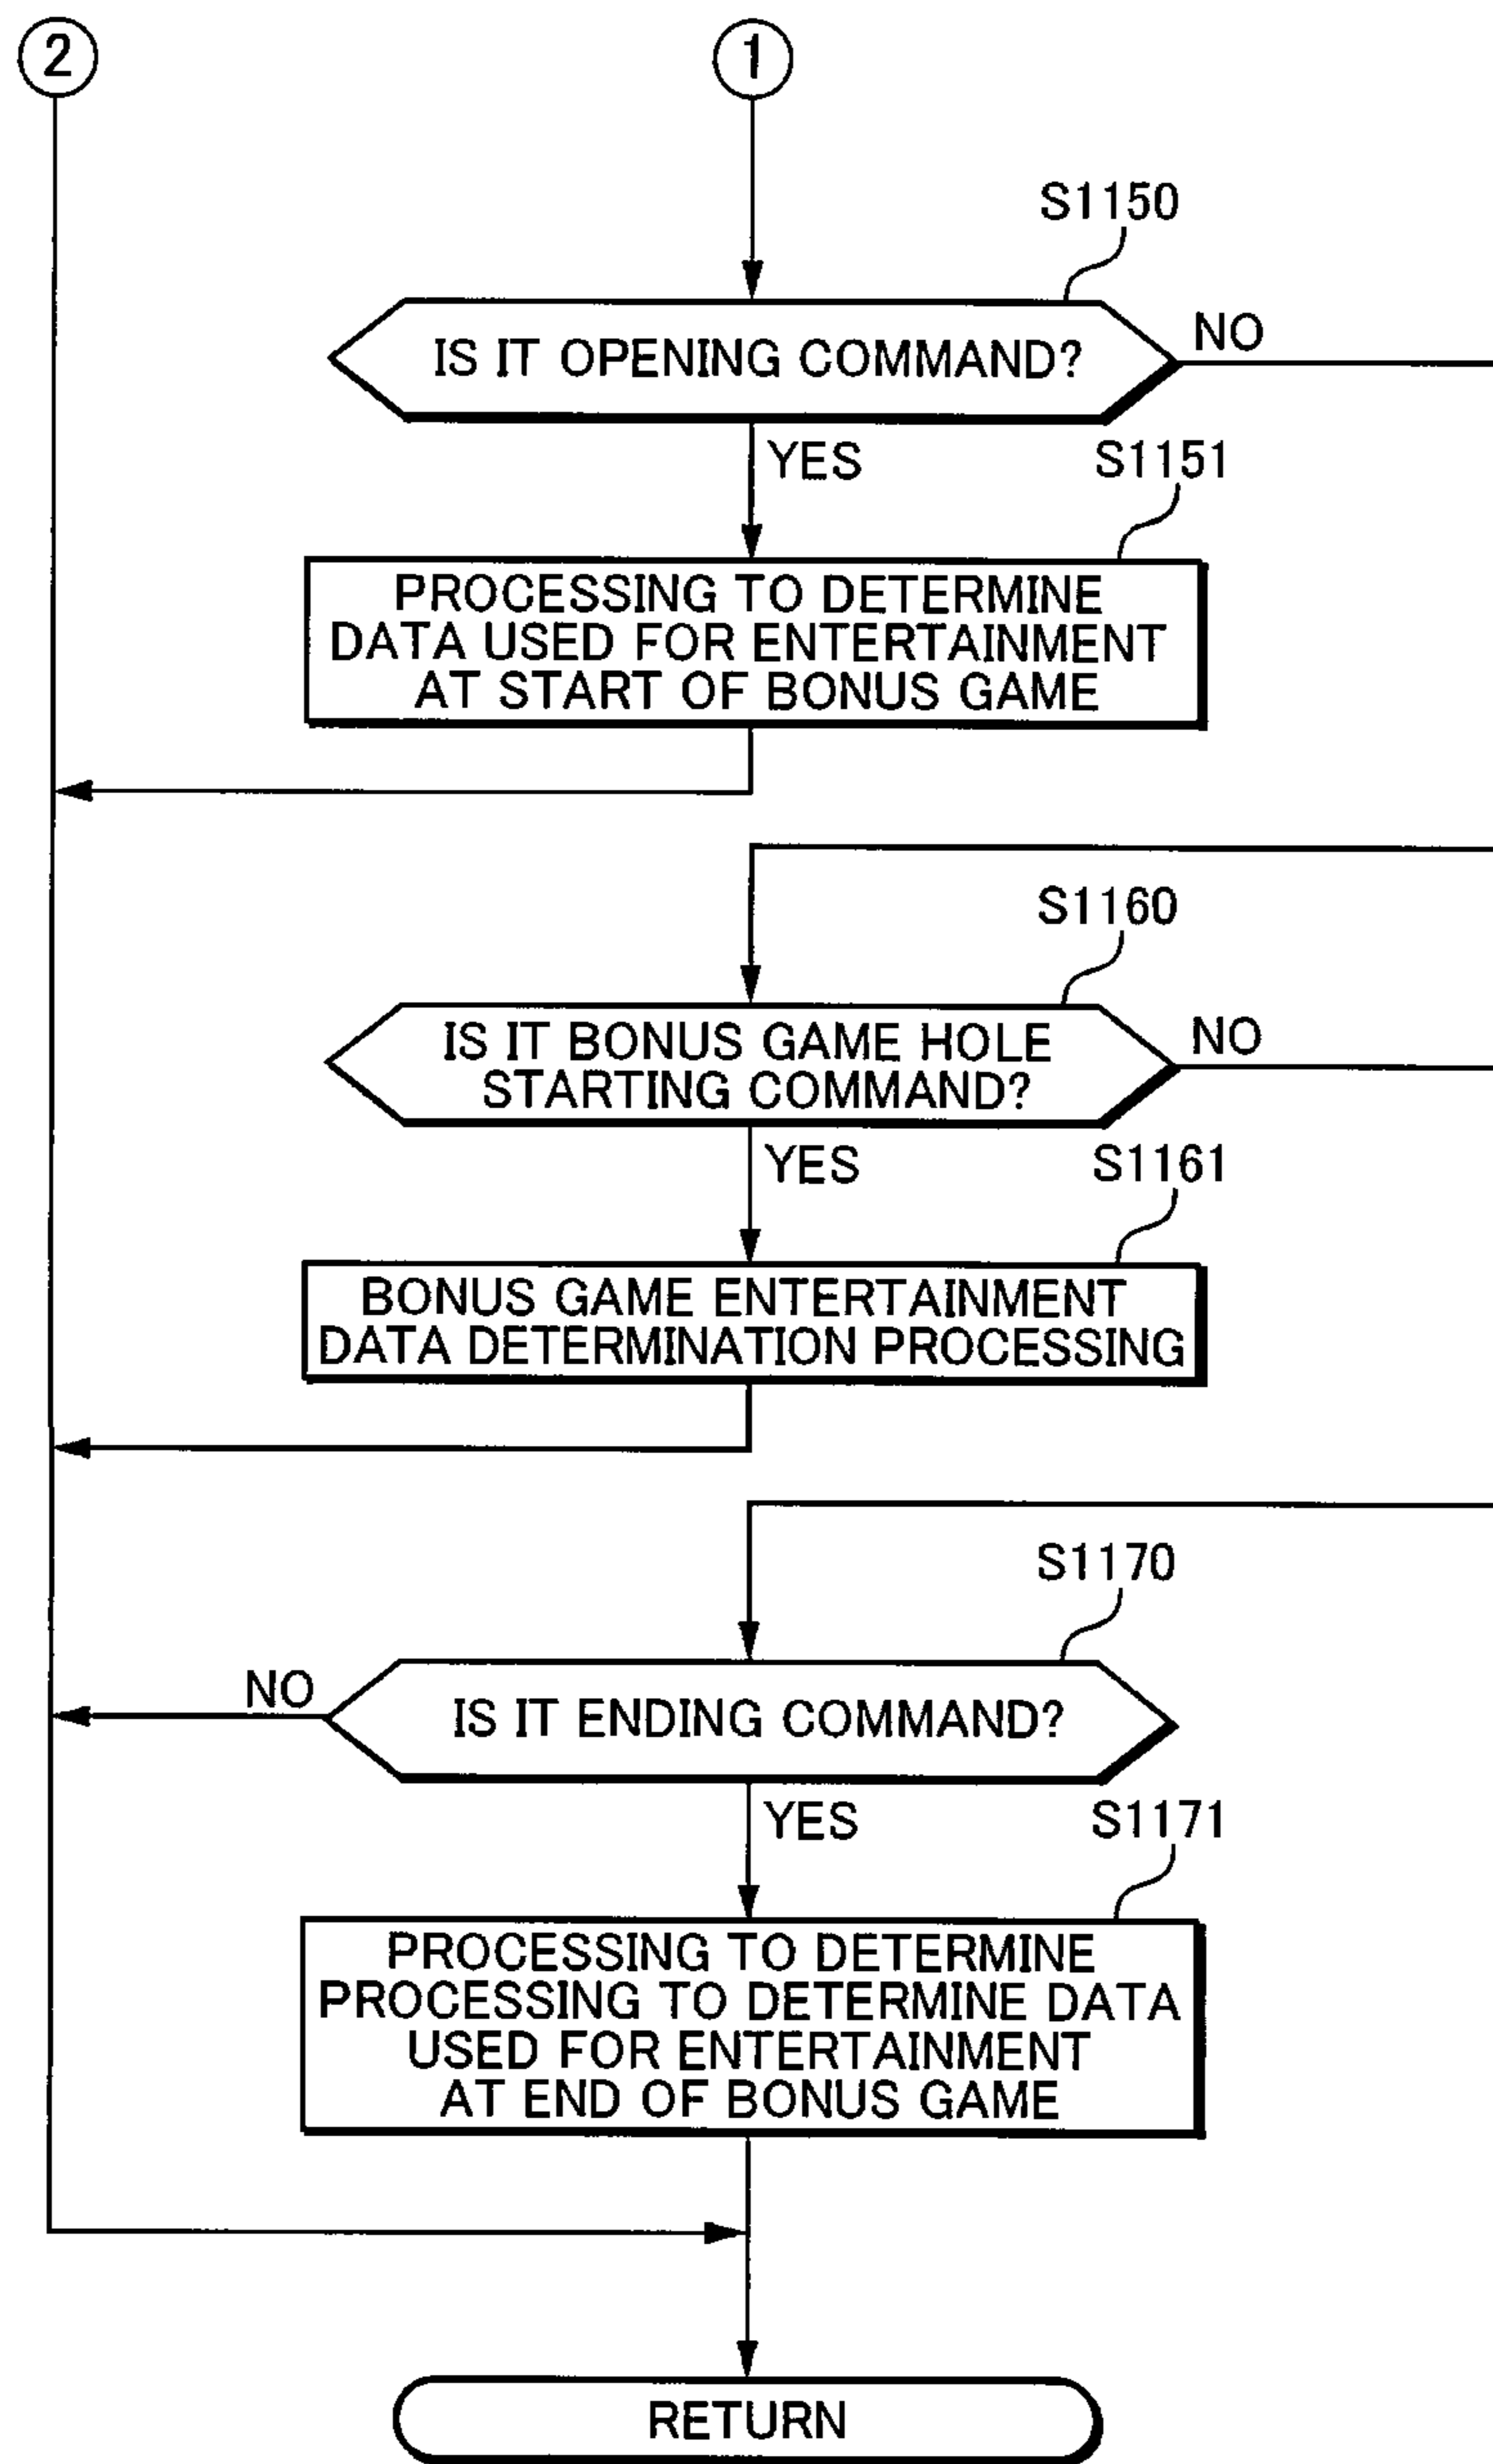 2
1
S1150
IS IT OPENING COMMAND?
NO
YES
S1151
PROCESSING TO DETERMINE
DATA USED FOR ENTERTAINMENT
AT START OF BONUS GAME
S1160
IS IT BONUS GAME HOLE
STARTING COMMAND?
NO
YES
S1161
BONUS GAME ENTERTAINMENT
DATA DETERMINATION PROCESSING
S1170
NO
IS IT ENDING COMMAND?
YES
S1171
PROCESSING TO DETERMINE
PROCESSING TO DETERMINE DATA
USED FOR ENTERTAINMENT
AT END OF BONUS GAME
RETURN